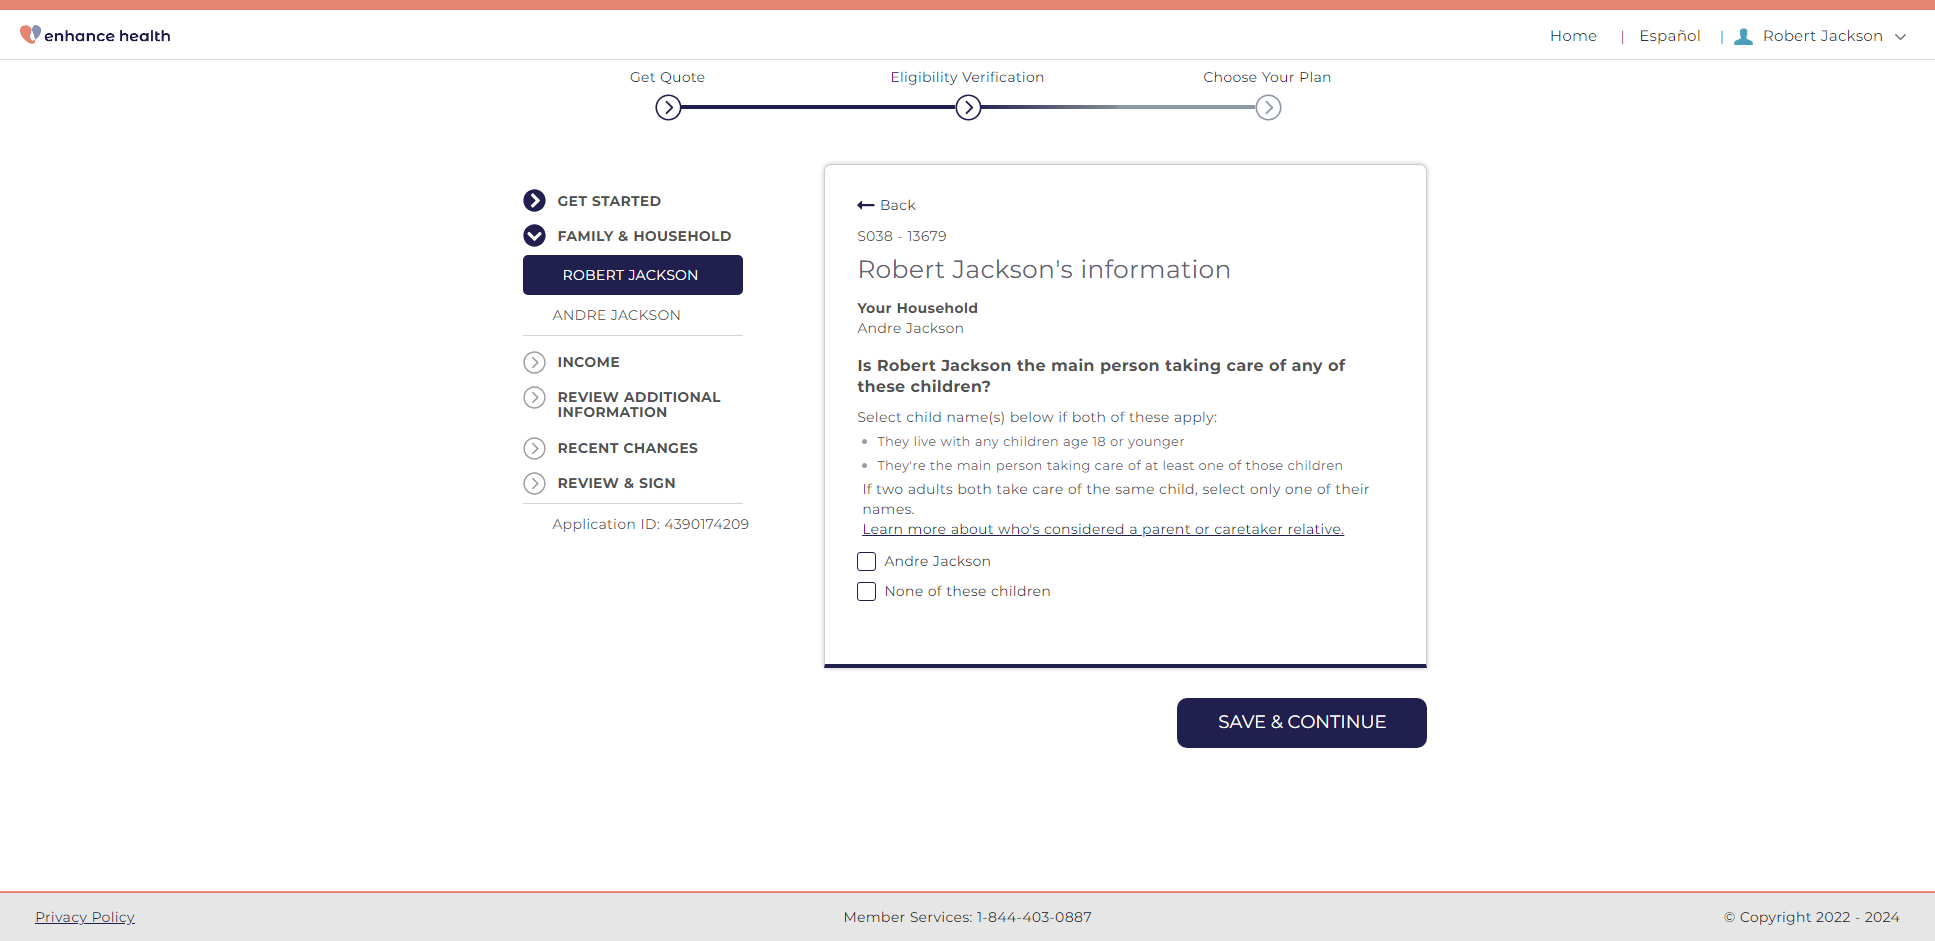 enhance health
Home | Español | Robert Jackson
Get Quote
Eligibility Verification
Choose Your Plan
GET STARTED
FAMILY & HOUSEHOLD
ROBERT JACKSON
ANDRE JACKSON
INCOME
REVIEW ADDITIONAL
INFORMATION
RECENT CHANGES
REVIEW & SIGN
Application ID: 4390174209
Back
S038 - 13679
Robert Jackson's information
Your Household
Andre Jackson
Is Robert Jackson the main person taking care of any of
these children?
Select child name(s) below if both of these apply:
They live with any children age 18 or younger
They're the main person taking care of at least one of those children
If two adults both take care of the same child, select only one of their
names.
Learn more about who's considered a parent or caretaker relative.
Andre Jackson
None of these children
SAVE & CONTINUE
Privacy Policy
Member Services: 1-844-403-0887
© Copyright 2022 - 2024